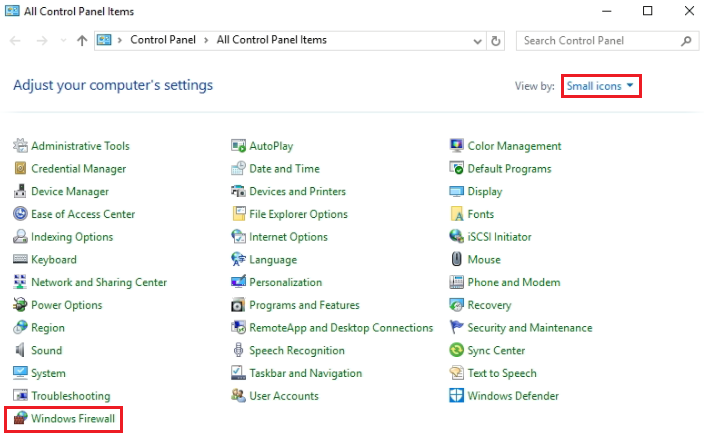 All Control Panel Items
Control Panel > All Control Panel Items
Search Control Panel
Adjust your computer's settings
View by: Small icons
Administrative Tools AutoPlay Color Management
Credential Manager Date and Time Default Programs
Device Manager Devices and Printers Display
Ease of Access Center File Explorer Options Fonts
Indexing Options Internet Options iSCSI Initiator
Keyboard Language Mouse
Network and Sharing Center Personalization Phone and Modem
Power Options Programs and Features Recovery
Region RemoteApp and Desktop Connections Security and Maintenance
Sound Speech Recognition Sync Center
System Taskbar and Navigation Text to Speech
Troubleshooting User Accounts Windows Defender
Windows Firewall